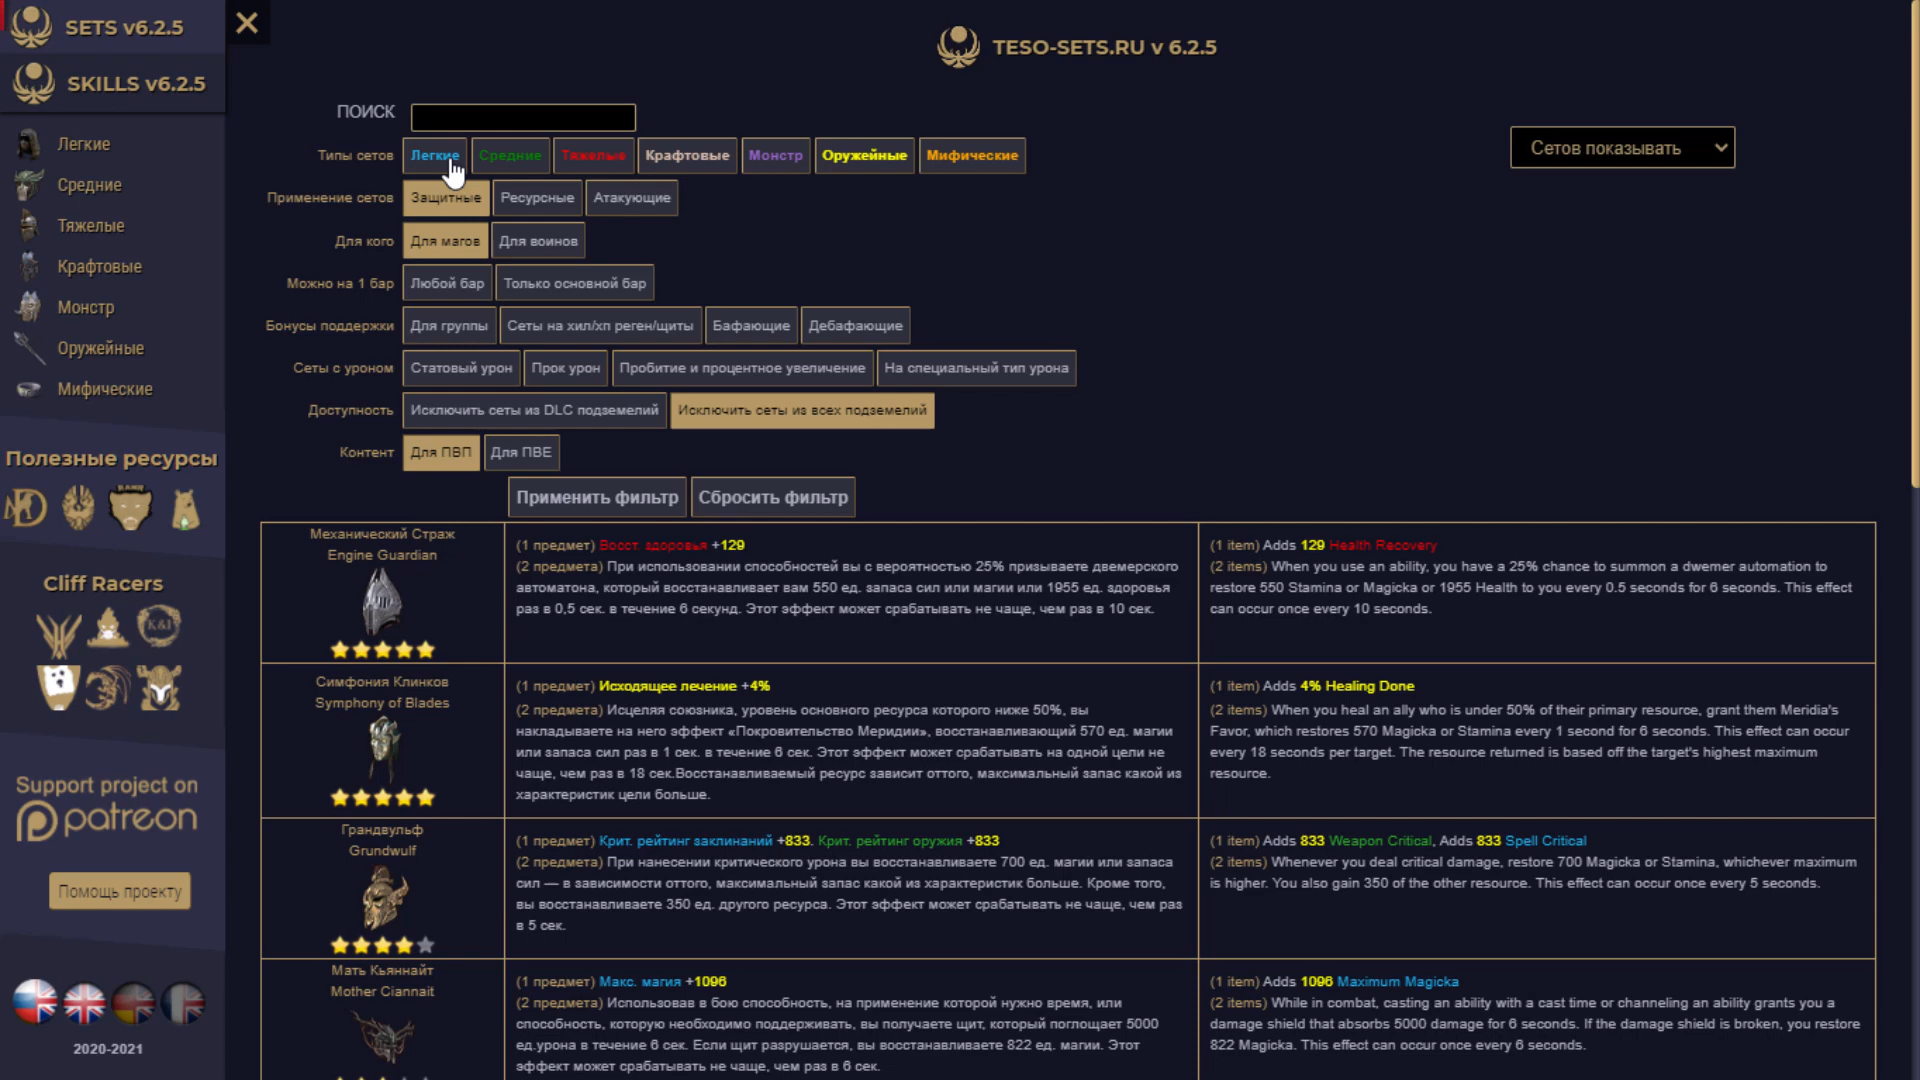 SETS v6.2.5
SKILLS v6.2.5
Легкие
Средние
Тяжелые
Крафтовые
Монстр
Оружейные
Мифические
Полезные ресурсы
Cliff Racers
K&I
Support project on
patreon
Помощь проекту
2020-2021
TESO-SETS.RU v 6.2.5
ПОИСК
Сетов показывать
Типы сетов Легкие Средние Тяжелые Крафтовые Монстр Оружейные Мифические
Применение сетов Защитные Ресурсные Атакующие
Для кого Для магов Для воинов
Можно на 1 бар Любой бар Только основной бар
Бонусы поддержки Для группы Сеты на хил/хп реген/щиты Бафающие Дебафающие
Сеты с уроном Статовый урон Прок урон Пробитие и процентное увеличение На специальный тип урона
Доступность Исключить сеты из DLC подземелий Исключить сеты из всех подземелий
Контент Для ПВП Для ПВЕ
Применить фильтр Сбросить фильтр
Механический Страж
Engine Guardian
(1 предмет) Восст. здоровья +129
(2 предмета) При использовании способностей вы с вероятностью 25% призываете двемерского
автоматона, который восстанавливает вам 550 ед. запаса сил или магии или 1955 ед. здоровья
раз в 0,5 сек. в течение 6 секунд. Этот эффект может срабатывать не чаще, чем раз в 10 сек.
(1 item) Adds 129 Health Recovery
(2 items) When you use an ability, you have a 25% chance to summon a dwemer automation to
restore 550 Stamina or Magicka or 1955 Health to you every 0.5 seconds for 6 seconds. This effect
can occur once every 10 seconds.
Симфония Клинков
Symphony of Blades
(1 предмет) Исходящее лечение +4%
(2 предмета) Исцеляя союзника, уровень основного ресурса которого ниже 50%, вы
накладываете на него эффект «Покровительство Меридии», восстанавливающий 570 ед. магии
или запаса сил раз в 1 сек. в течение 6 сек. Этот эффект может срабатывать на одной цели не
чаще, чем раз в 18 сек.Восстанавливаемый ресурс зависит оттого, максимальный запас какой из
характеристик цели больше.
(1 item) Adds 4% Healing Done
(2 items) When you heal an ally who is under 50% of their primary resource, grant them Meridia's
Favor, which restores 570 Magicka or Stamina every 1 second for 6 seconds. This effect can occur
every 18 seconds per target. The resource returned is based off the target's highest maximum
resource.
Грандвульф
Grundwulf
(1 предмет) Крит. рейтинг заклинаний +833. Крит. рейтинг оружия +833
(2 предмета) При нанесении критического урона вы восстанавливаете 700 ед. магии или запаса
сил — в зависимости оттого, максимальный запас какой из характеристик больше. Кроме того,
вы восстанавливаете 350 ед. другого ресурса. Этот эффект может срабатывать не чаще, чем раз
в 5 сек.
(1 item) Adds 833 Weapon Critical, Adds 833 Spell Critical
(2 items) Whenever you deal critical damage, restore 700 Magicka or Stamina, whichever maximum
is higher. You also gain 350 of the other resource. This effect can occur once every 5 seconds.
Мать Кьяннайт
Mother Ciannait
(1 предмет) Макс. магия +1096
(2 предмета) Использовав в бою способность, на применение которой нужно время, или
способность, которую необходимо поддерживать, вы получаете щит, который поглощает 5000
ед.урона в течение 6 сек. Если щит разрушается, вы восстанавливаете 822 ед. магии. Этот
эффект может срабатывать не чаще, чем раз в 6 сек.
(1 item) Adds 1096 Maximum Magicka
(2 items) While in combat, casting an ability with a cast time or channeling an ability grants you a
damage shield that absorbs 5000 damage for 6 seconds. If the damage shield is broken, you restore
822 Magicka. This effect can occur once every 6 seconds.